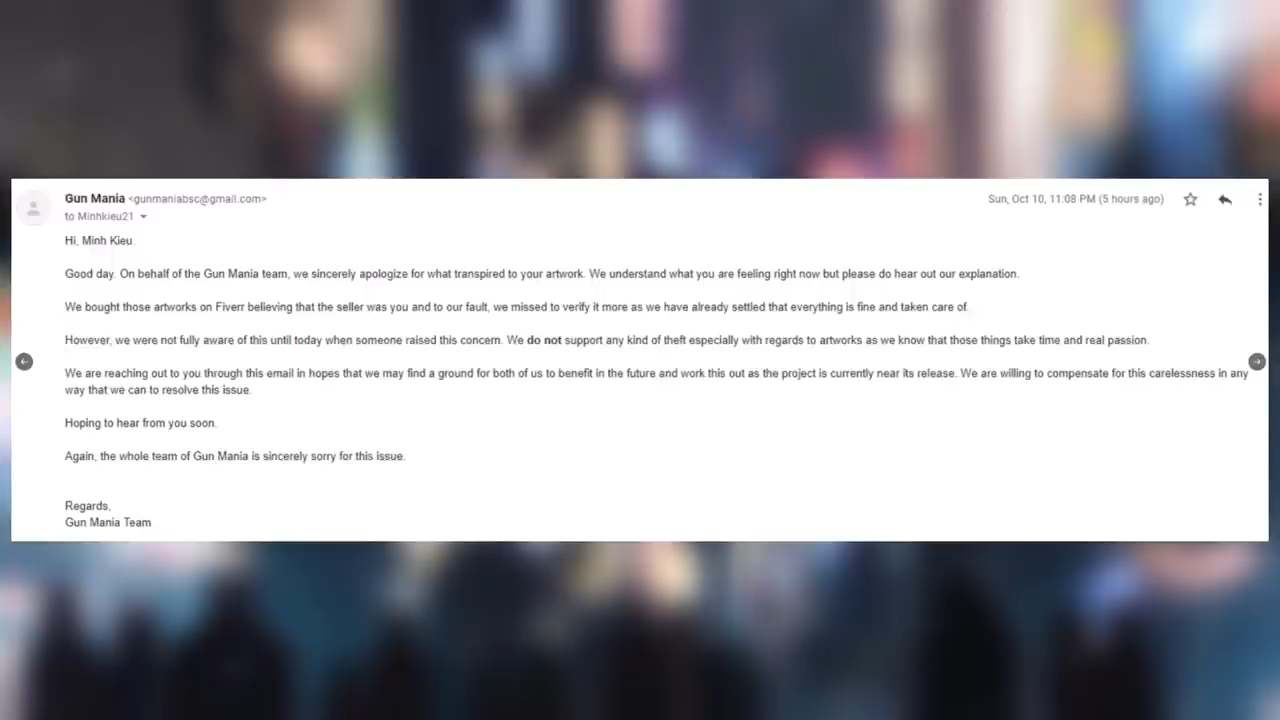 Gun Mania <gunmaniabsc@gmail.com>
Sun, Oct 10, 11:08 PM (5 hours ago)
to Minhkieu21
Hi, Minh Kieu.
Good day. On behalf of the Gun Mania team, we sincerely apologize for what transpired to your artwork. We understand what you are feeling right now but please do hear out our explanation.
We bought those artworks on Fiverr believing that the seller was you and to our fault, we missed to verify it more as we have already settled that everything is fine and taken care of.
However, we were not fully aware of this until today when someone raised this concern. We do not support any kind of theft especially with regards to artworks as we know that those things take time and real passion.
We are reaching out to you through this email in hopes that we may find a ground for both of us to benefit in the future and work this out as the project is currently near its release. We are willing to compensate for this carelessness in any
way that we can to resolve this issue.
Hoping to hear from you soon.
Again, the whole team of Gun Mania is sincerely sorry for this issue.
Regards,
Gun Mania Team